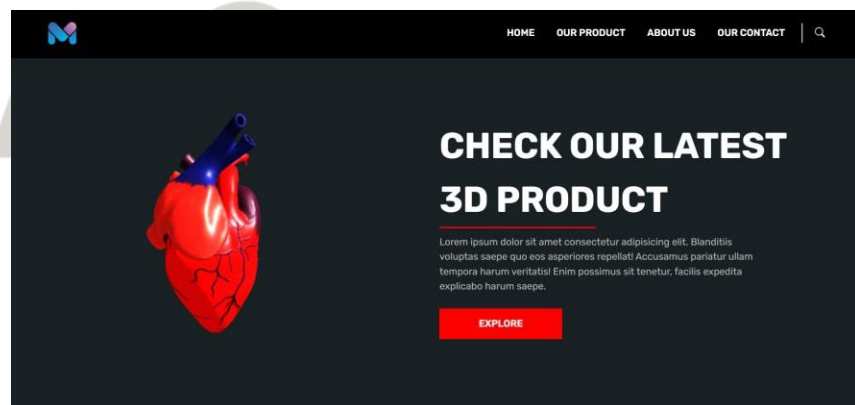 HOME OUR PRODUCT ABOUT US OUR CONTACT
CHECK OUR LATEST
3D PRODUCT
Lorem ipsum dolor sit amet consectetur adipisicing elit. Blanditiis
voluptas saepe quo eos asperiores repellat! Accusamus pariatur ullam
tempora harum veritatis! Enim possimus sit tenetur, facilis expedita
explicabo harum saepe.
EXPLORE